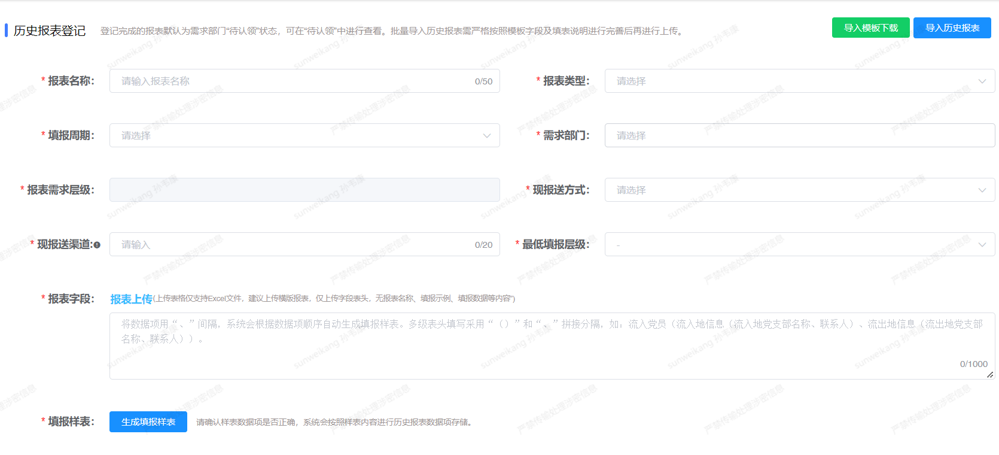 历史报表登记 登记完成的报表默认为需求部门“待认领”状态，可在“待认领”中进行查看。批量导入历史报表需严格按照模板字段及填表说明进行完善后再进行上传。 导入模板下载 导入历史报表
* 报表名称： 请输入报表名称 0/50 * 报表类型： 请选择
* 填报周期： 请选择 * 需求部门： 请选择
* 报表需求层级： * 现报送方式： 请选择
* 现报送渠道: 请输入 0/20 * 最低填报层级： -
* 报表字段： 报表上传(上传表格仅支持Excel文件，建议上传横版报表，仅上传字段表头，无报表名称、填报示例、填报数据等内容”)
将数据项用“、”间隔，系统会根据数据项顺序自动生成填报样表。多级表头填写采用“（）”和“、”拼接分隔，如：流入党员（流入地信息（流入地党支部名称、联系人）、流出地信息（流出地党支部
名称、联系人））。
0/1000
* 填报样表： 生成填报样表 请确认样表数据项是否正确，系统会按照样表内容进行历史报表数据项存储。
sunweikang 孙韦康
严禁传输处理涉密信息